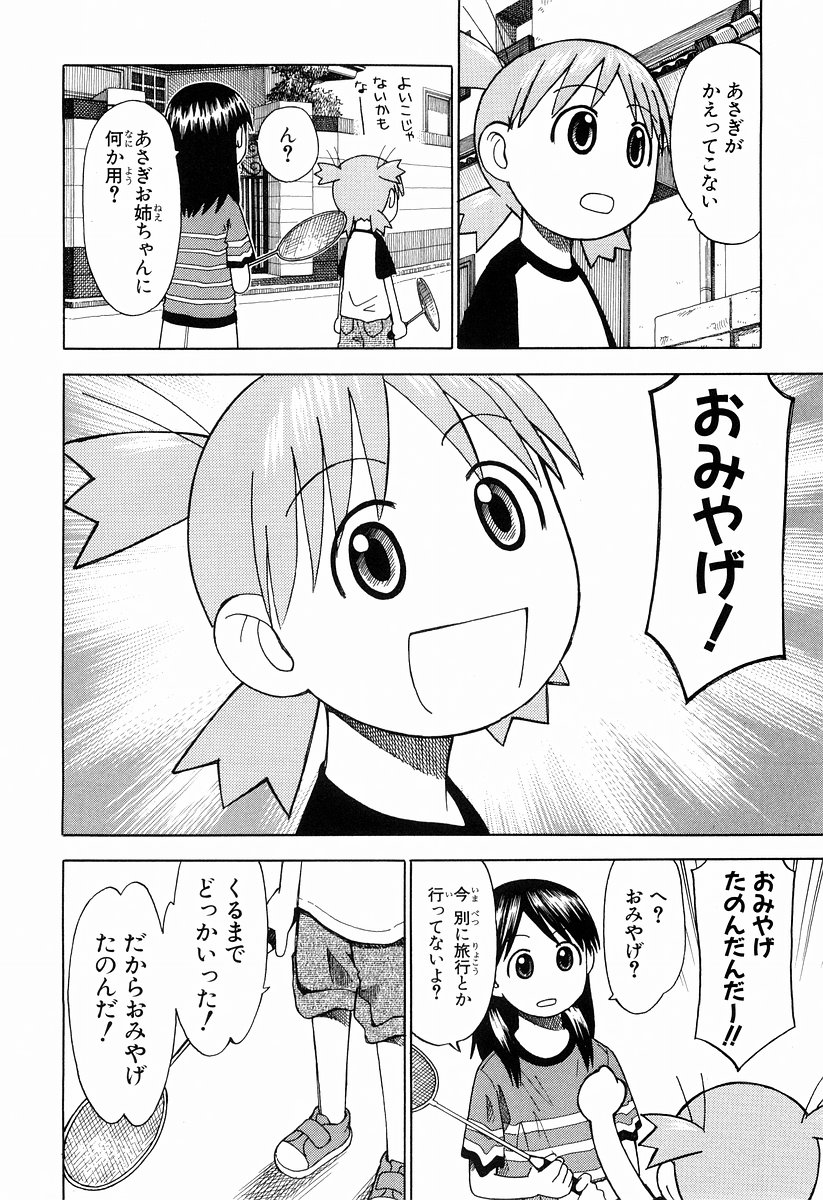 あさぎが
かえってこない
よいこじゃ
ないかも
なー
ん?
あさぎお姉ちゃんに
何か用?
おみやげ!
おみやげ
たのんだんだー!!
へ?
おみやげ?
今 別に旅行とか
行ってないよ?
くるまで
どっかいった!
だからおみやげ
たのんだ!